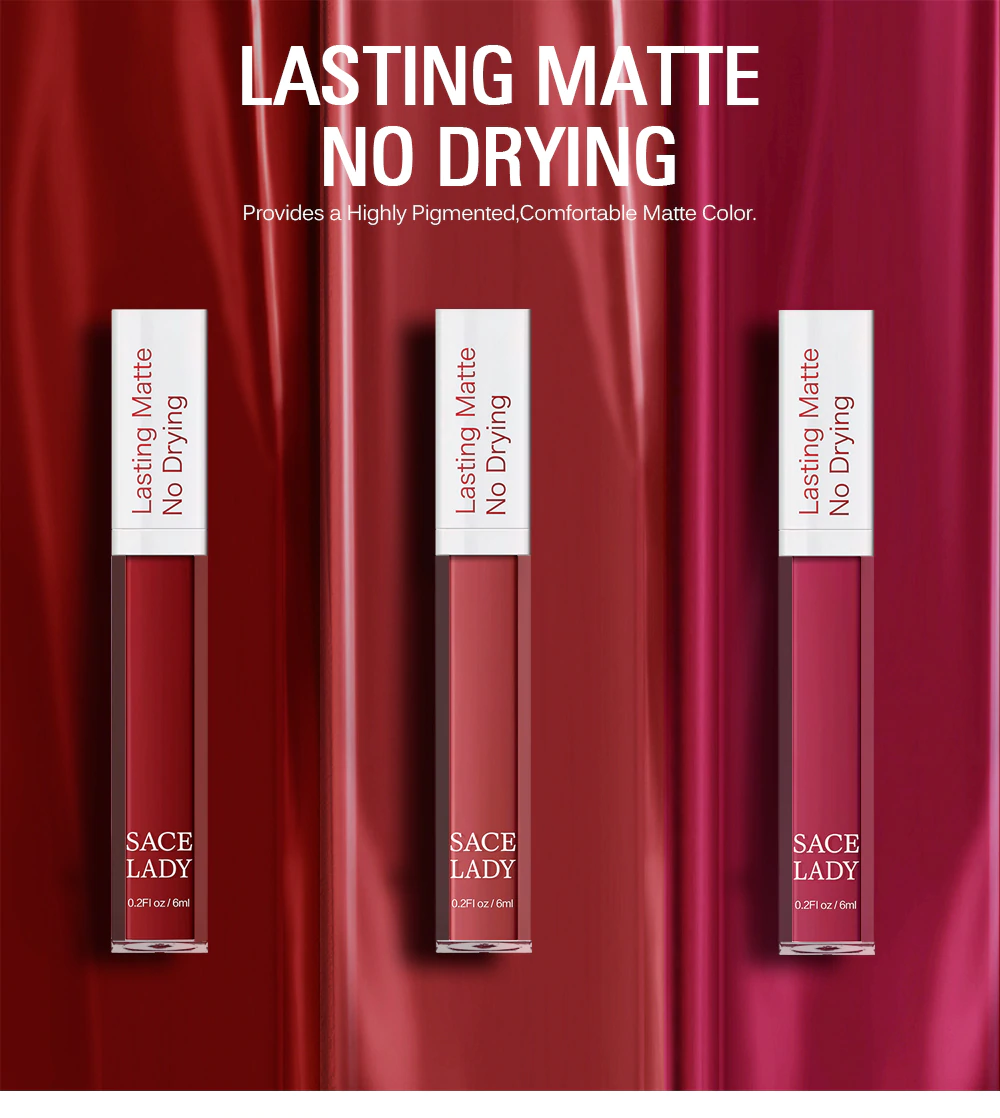 LASTING MATTE
NO DRYING
Provides a Highly Pigmented,Comfortable Matte Color.
Lasting Matte
No Drying
SACE
LADY
0.2Fl oz / 6ml
Lasting Matte
No Drying
SACE
LADY
0.2Fl oz / 6ml
Lasting Matte
No Drying
SACE
LADY
0.2Fl oz / 6ml